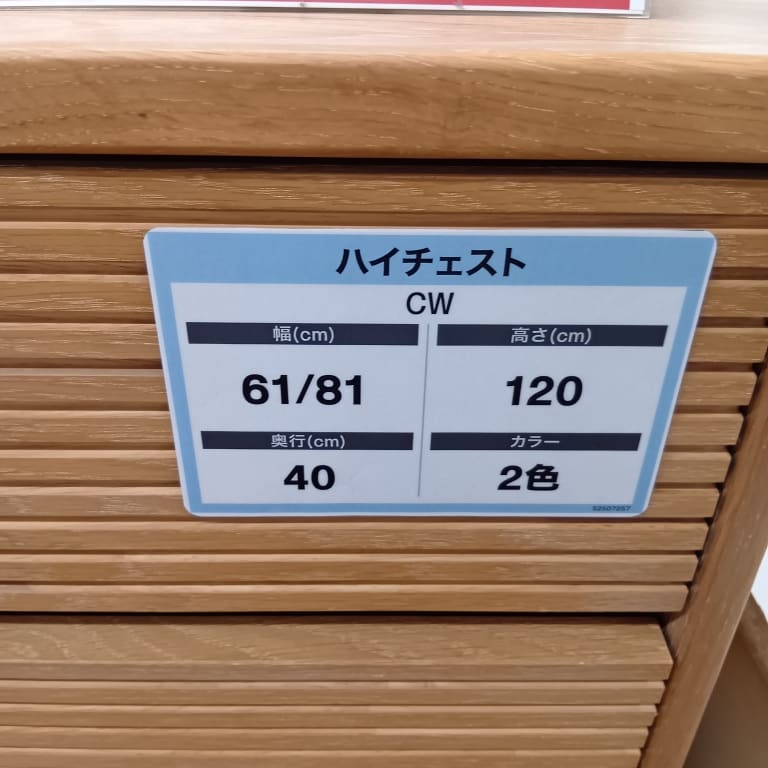 ハイチェスト
CW
幅(cm) 高さ(cm)
61/81 120
奥行(cm) カラー
40 2色
52507257